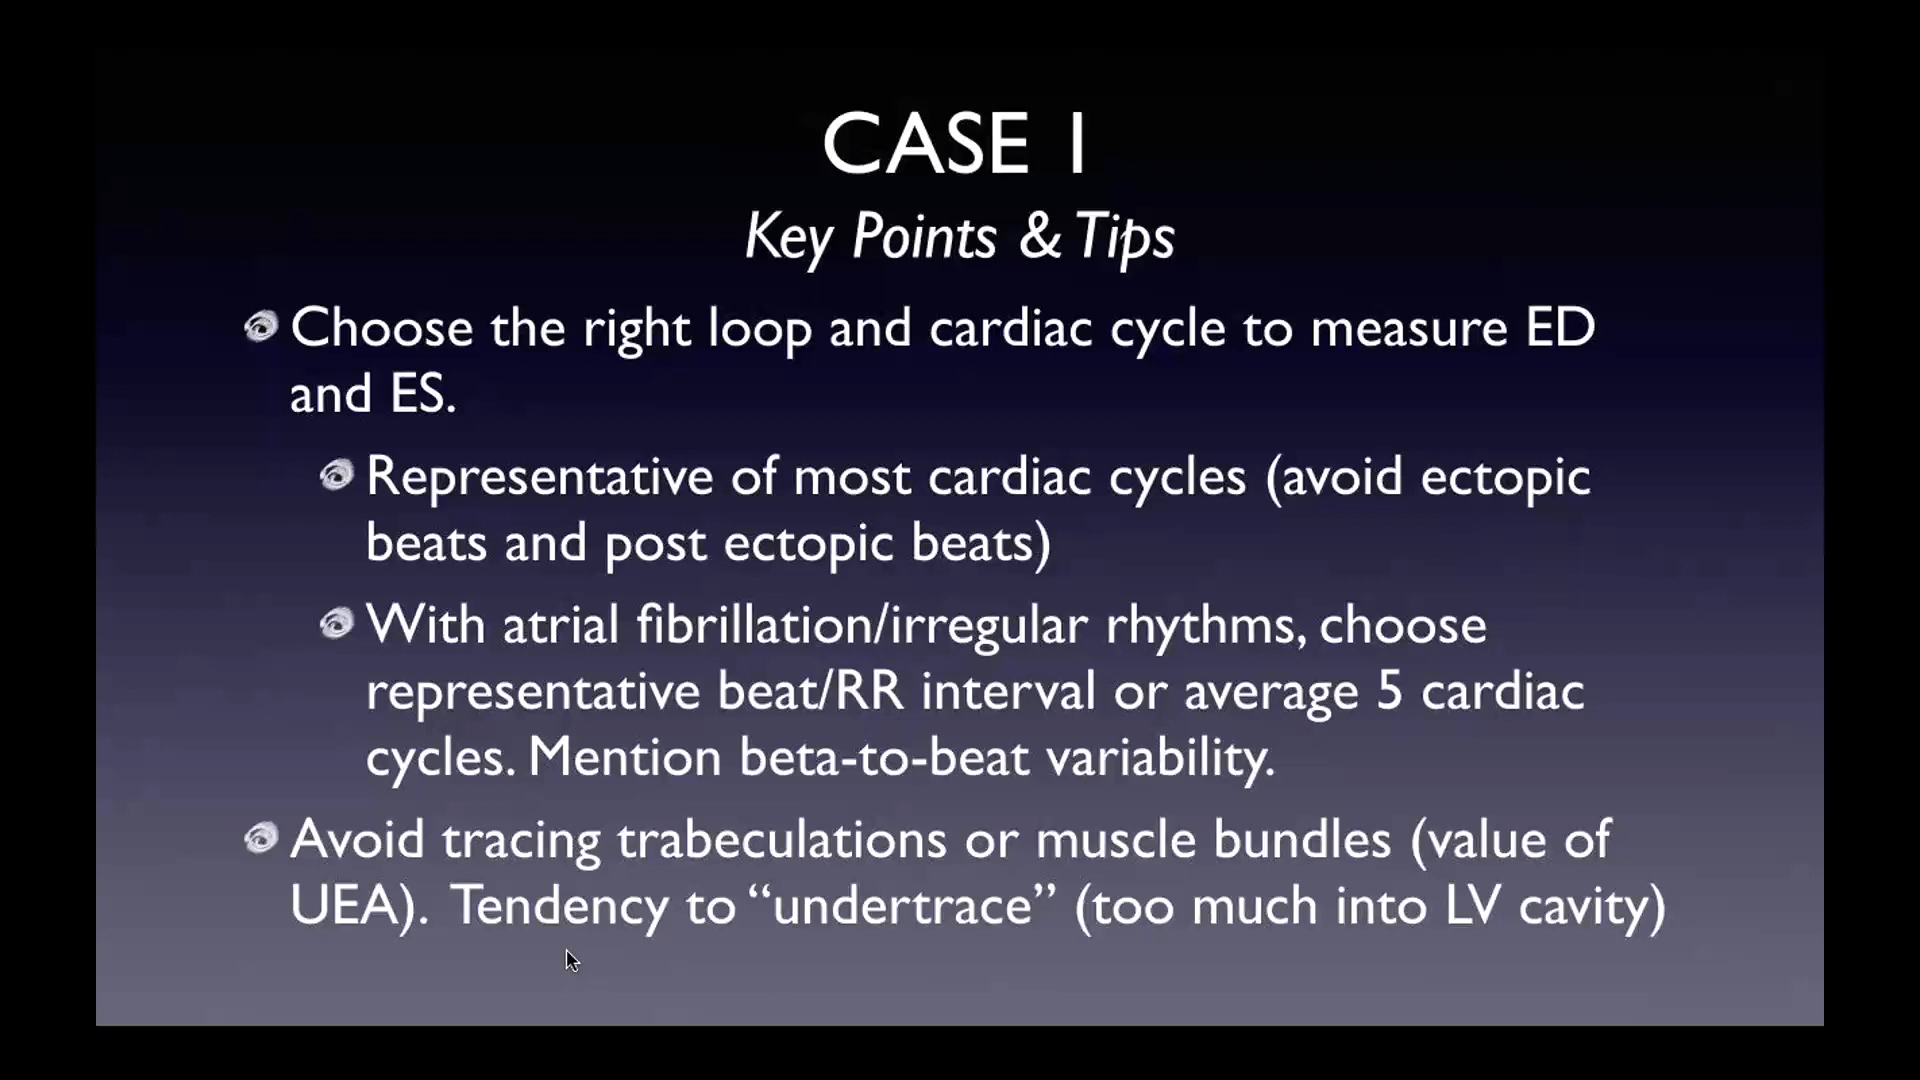 CASE 1
Key Points & Tips
Choose the right loop and cardiac cycle to measure ED
and ES.
Representative of most cardiac cycles (avoid ectopic
beats and post ectopic beats)
With atrial fibrillation/irregular rhythms, choose
representative beat/RR interval or average 5 cardiac
cycles. Mention beta-to-beat variability.
Avoid tracing trabeculations or muscle bundles (value of
UEA). Tendency to “undertrace” (too much into LV cavity)